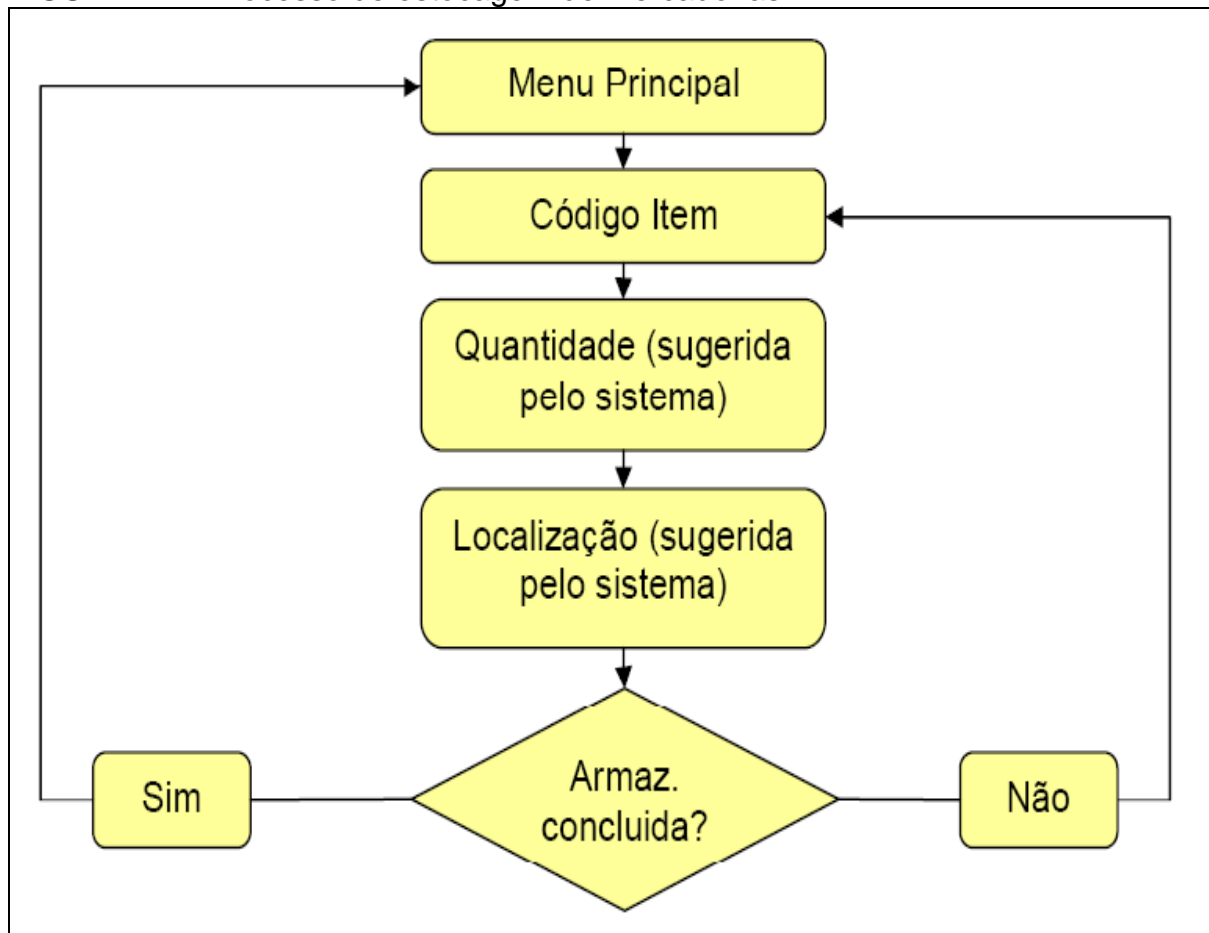 Menu Principal
Código Item
Quantidade (sugerida
pelo sistema)
Localização (sugerida
pelo sistema)
Armaz.
concluida?
Sim
Não